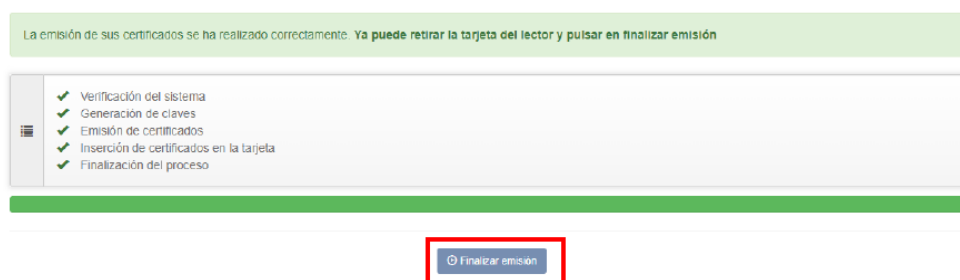 La emisión de sus certificados se ha realizado correctamente. Ya puede retirar la tarjeta del lector y pulsar en finalizar emisión
Verificación del sistema
Generación de claves
Emisión de certificados
Inserción de certificados en la tarjeta
Finalización del proceso
Finalizar emisión